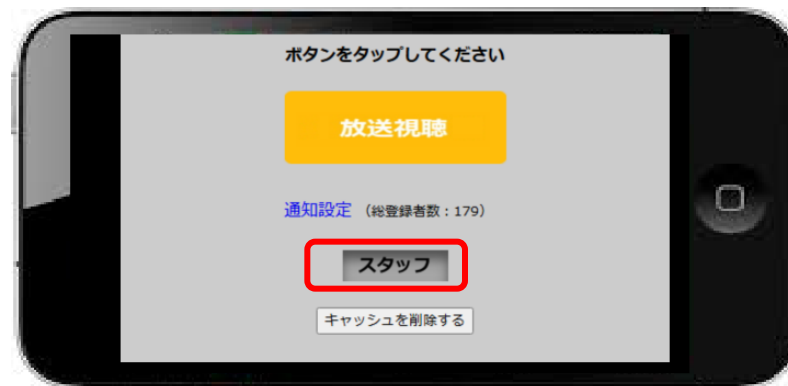 ボタンをタップしてください
放送視聴
通知設定 （総登録者数：179）
スタッフ
キャッシュを削除する